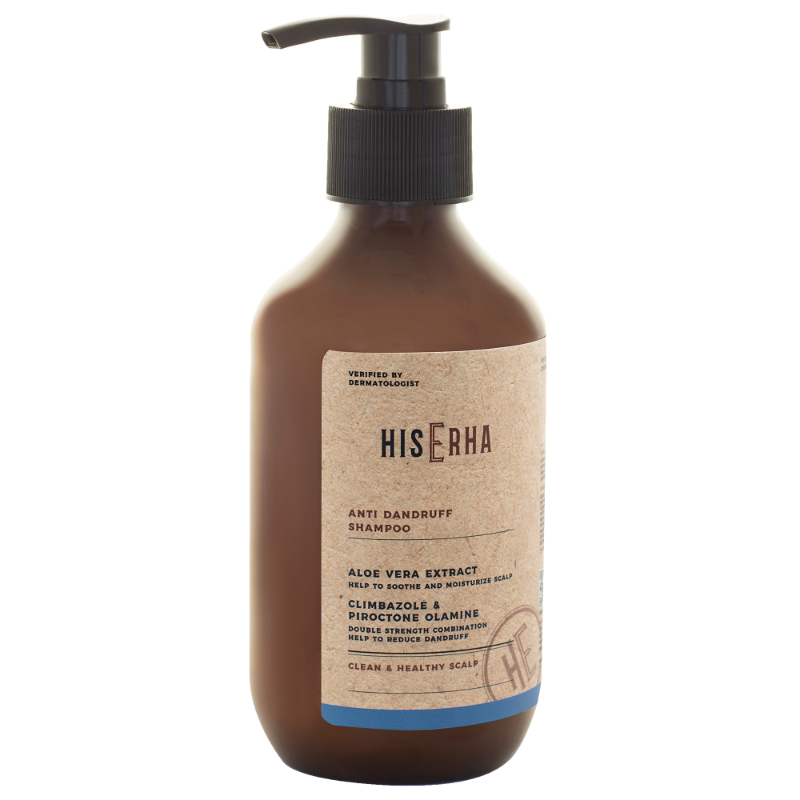 VERIFIED BY
DERMATOLOGIST
HISERHA
ANTI DANDRUFF
SHAMPOO
ALOE VERA EXTRACT
HELP TO SOOTHE AND MOISTURIZE SCALP
CLIMBAZOLE &
PIROCTONE OLAMINE
DOUBLE STRENGTH COMBINATION
HELP TO REDUCE DANDRUFF
CLEAN & HEALTHY SCALP
HE